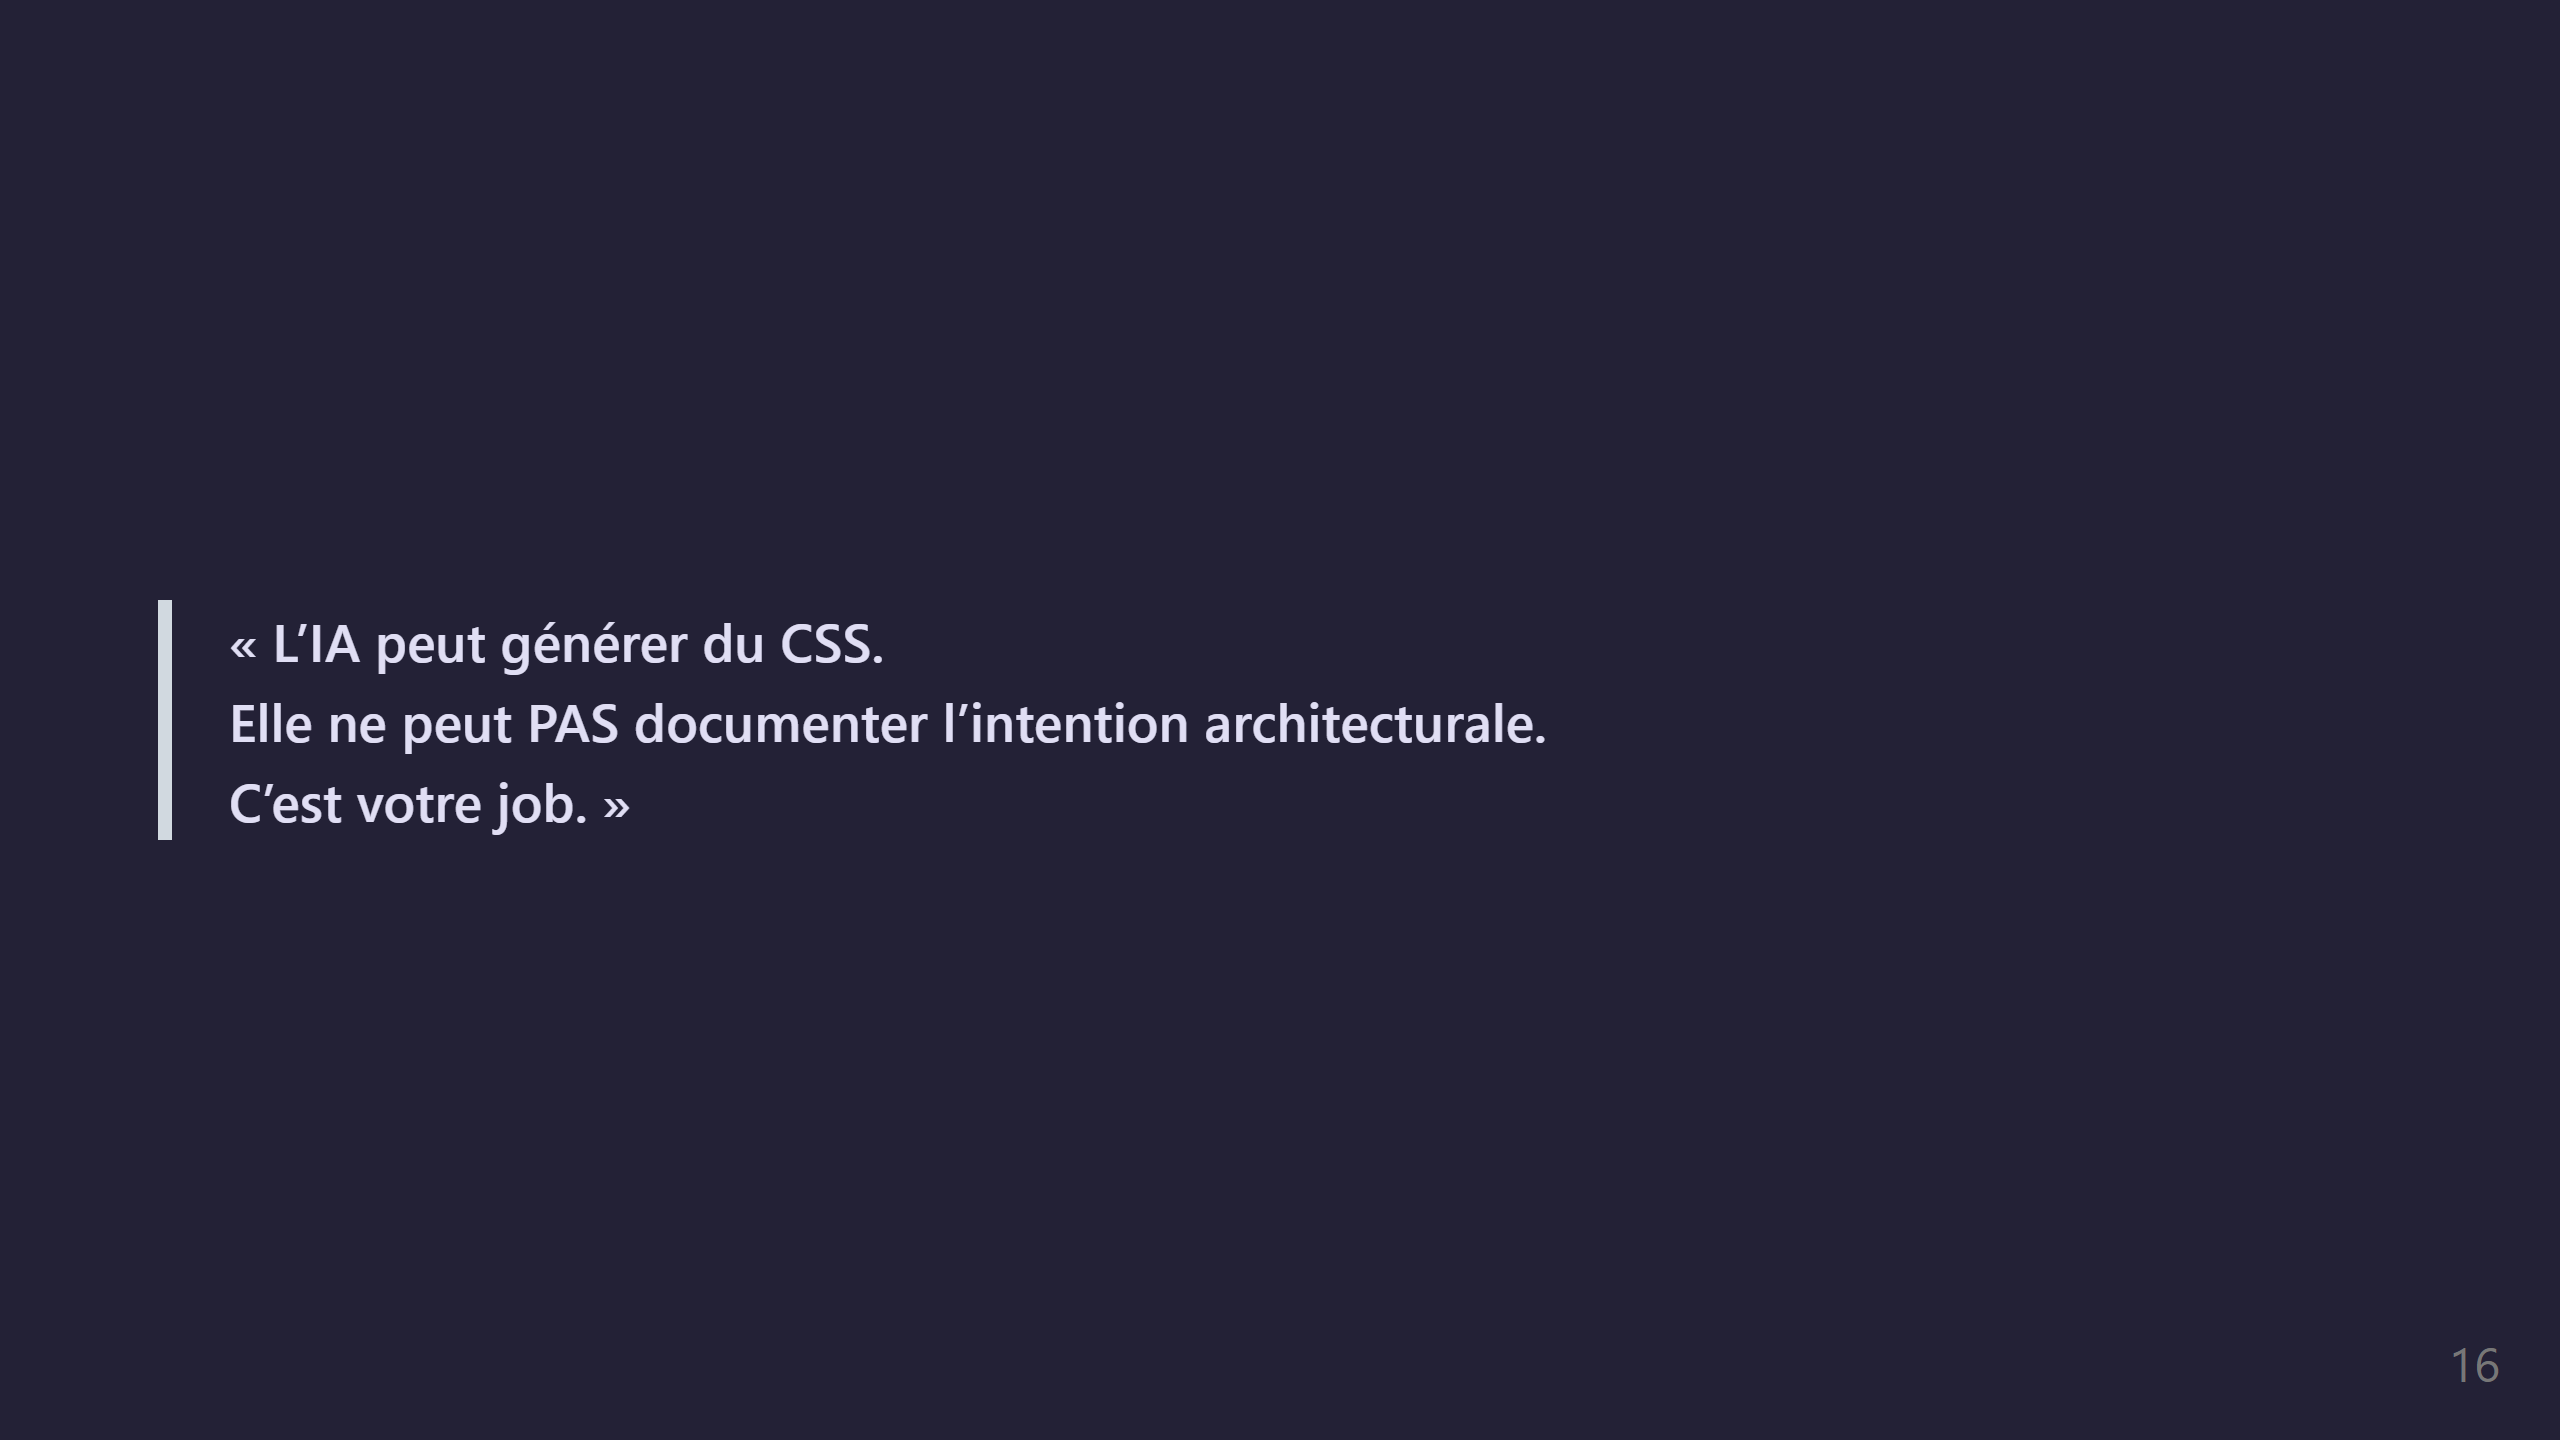 « L’IA peut générer du CSS.
Elle ne peut PAS documenter l’intention architecturale.
C’est votre job. »
16